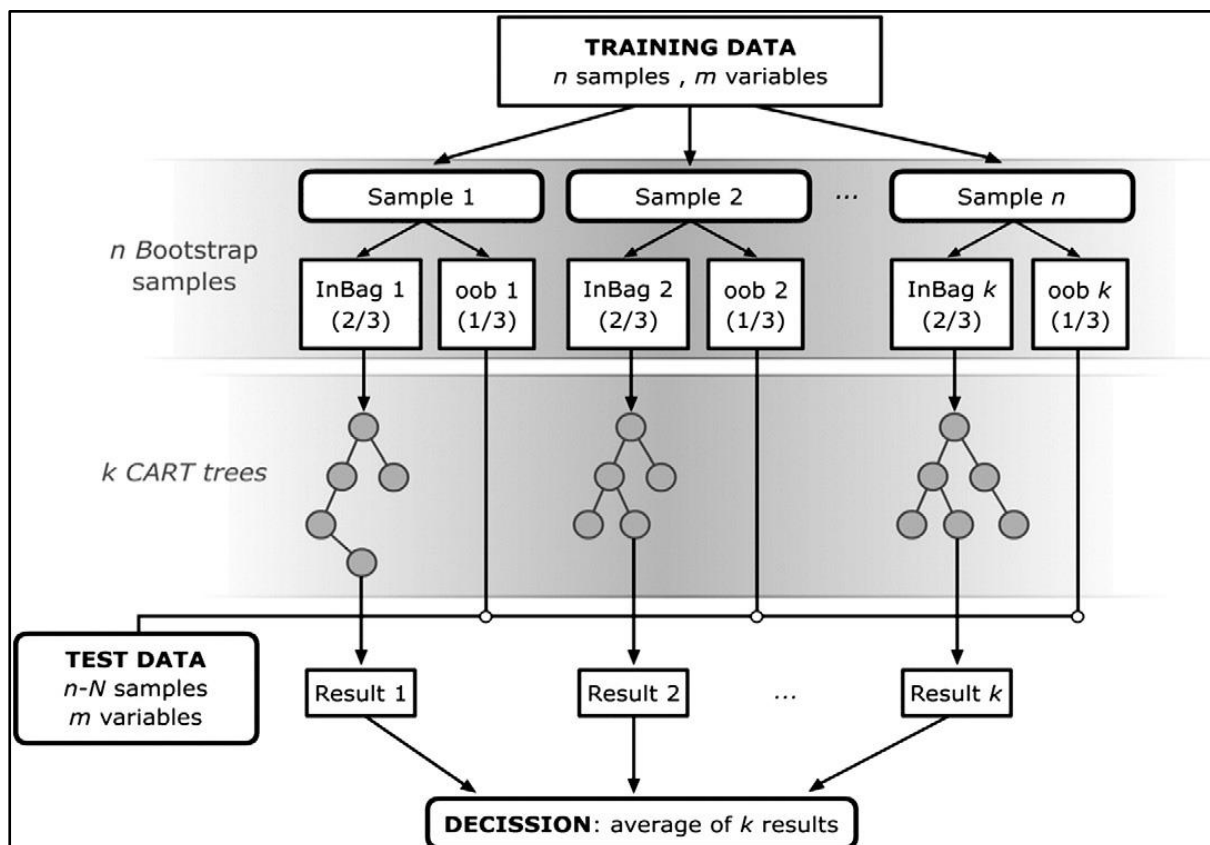 TRAINING DATA
n samples , m variables
Sample 1
Sample 2
...
Sample n
n Bootstrap
samples
InBag 1
(2/3)
oob 1
(1/3)
InBag 2
(2/3)
oob 2
(1/3)
InBag k
(2/3)
oob k
(1/3)
k CART trees
TEST DATA
n-N samples
m variables
Result 1
Result 2
...
Result k
DECISSION: average of k results